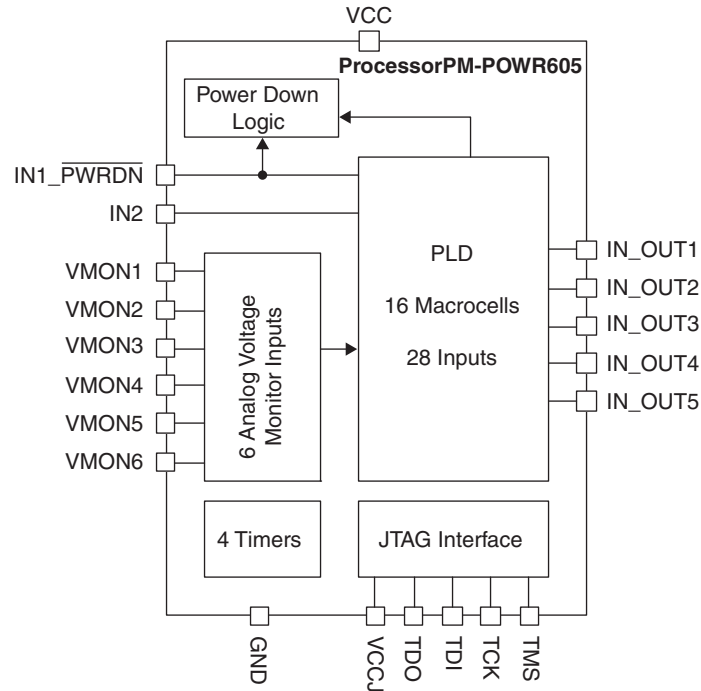 VCC
ProcessorPM-POWR605
Power Down
Logic
IN1_PWRDN
IN2
VMON1
VMON2
VMON3
VMON4
VMON5
VMON6
6 Analog Voltage
Monitor Inputs
PLD
16 Macrocells
28 Inputs
IN_OUT1
IN_OUT2
IN_OUT3
IN_OUT4
IN_OUT5
4 Timers
JTAG Interface
GND
VCCJ
TDO
TDI
TCK
TMS